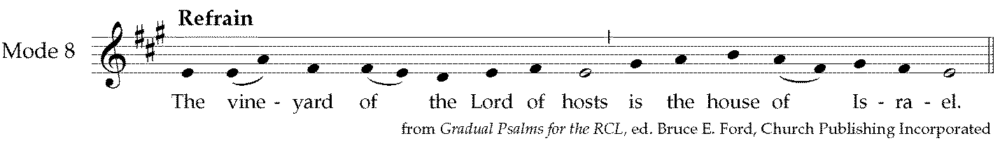 Refrain
Mode 8
The vine - yard of the Lord of hosts is the house of Is - ra - el.
from Gradual Psalms for the RCL, ed. Bruce E. Ford, Church Publishing Incorporated